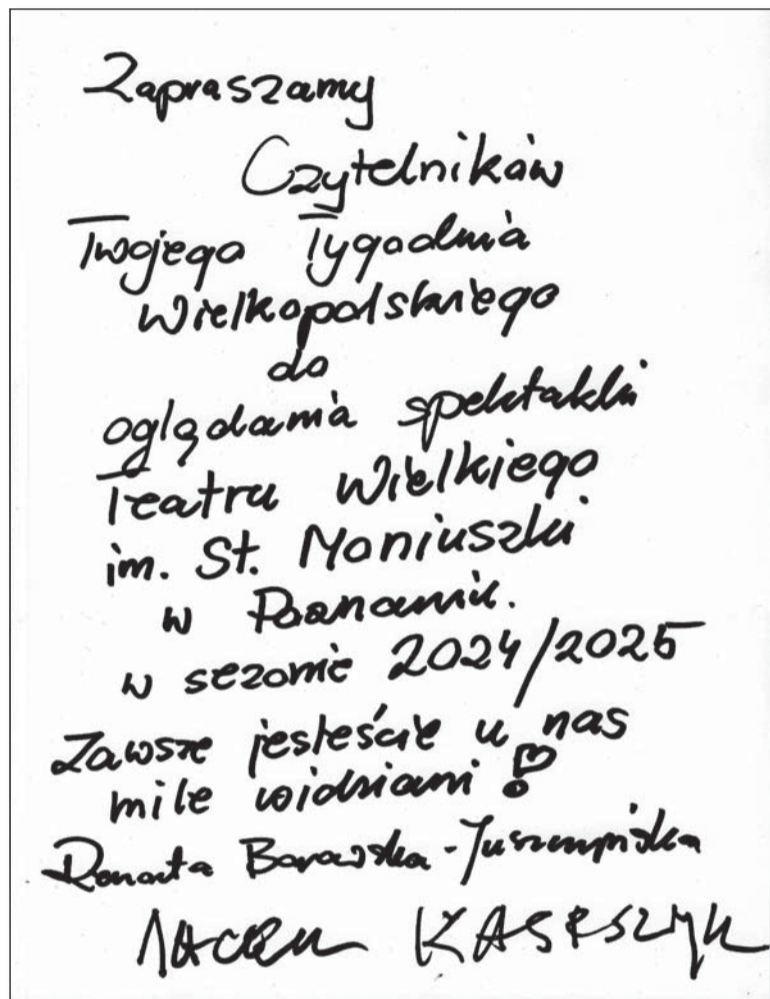 Zapraszamy
Czytelników
Twojego Tygodnia
Wielkopolskiego
do
oglądania spektakli
Teatru Wielkiego
im. St. Moniuszki
w Poznaniu.
w sezonie 2024/2025
Zawsze jesteście u nas
mile widziani!
Renata Borowska-Juszczyńska
JACEK KASPSZYK